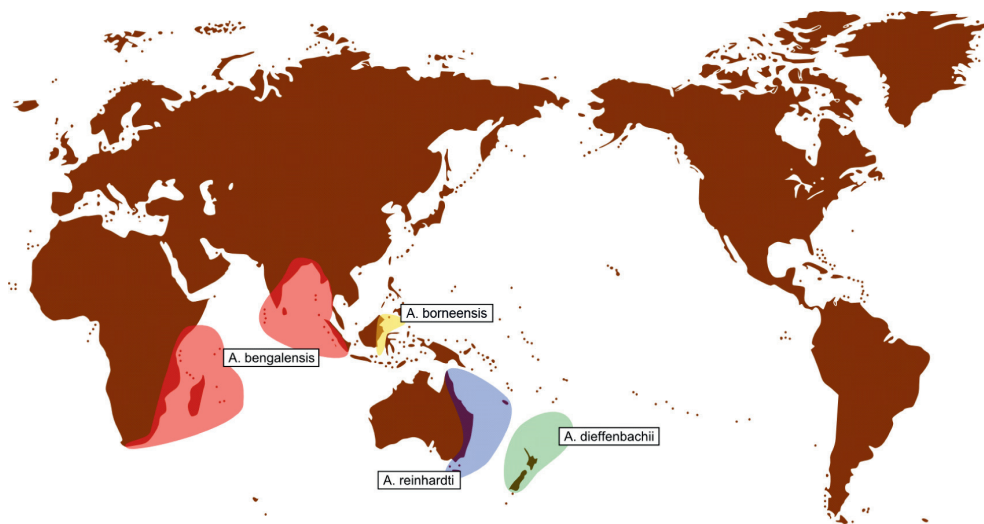 A. borneensis
A. bengalensis
A. dieffenbachii
A. reinhardti